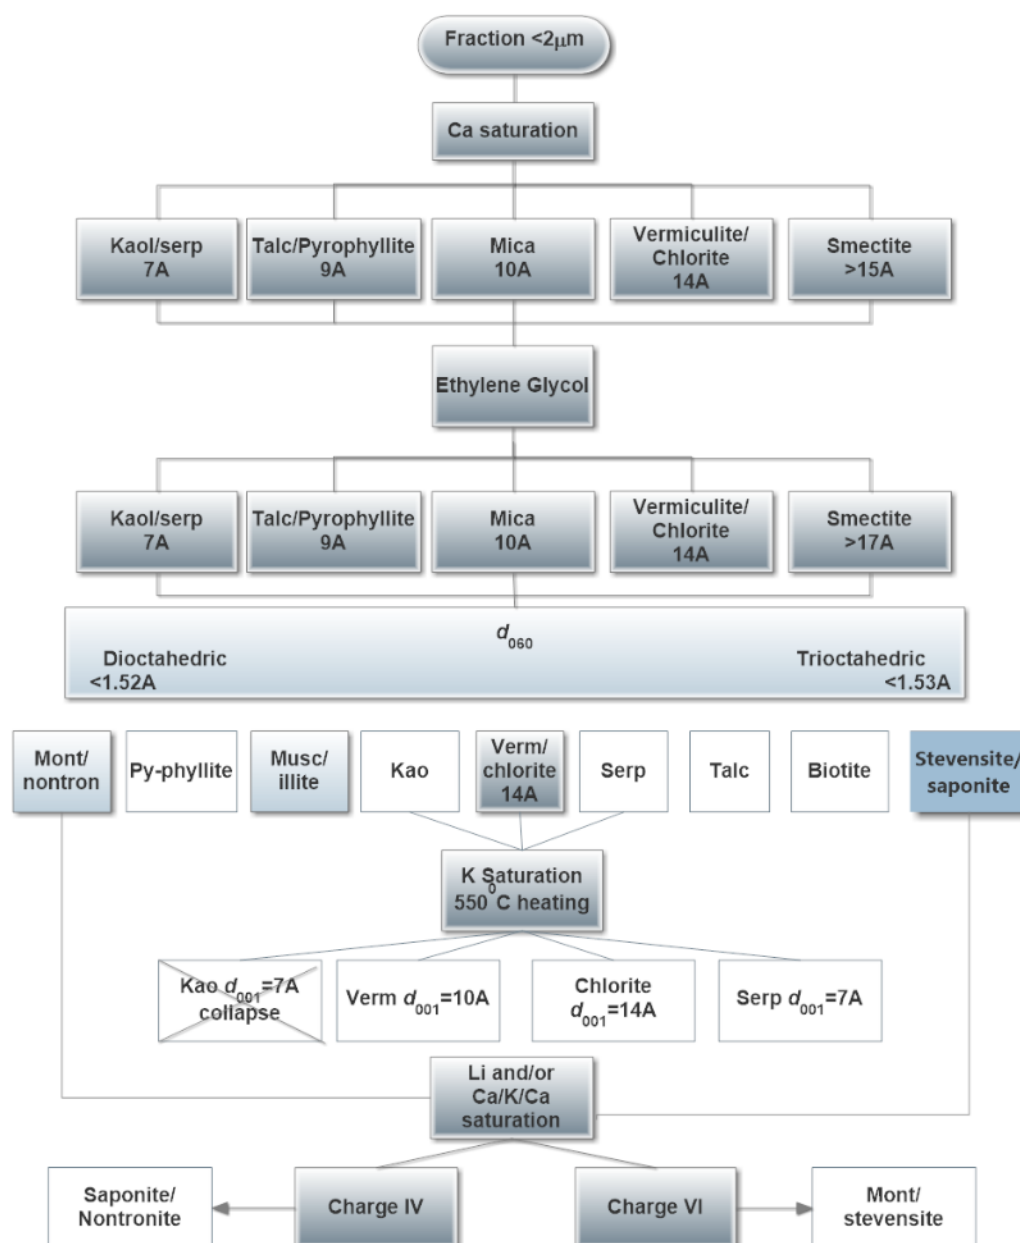 Fraction <2μm
Ca saturation
Kaol/serp
7A
Talc/Pyrophyllite
9A
Mica
10A
Vermiculite/
Chlorite
14A
Smectite
>15A
Ethylene Glycol
Kaol/serp
7A
Talc/Pyrophyllite
9A
Mica
10A
Vermiculite/
Chlorite
14A
Smectite
>17A
d060
Dioctahedric
<1.52A
Trioctahedric
<1.53A
Mont/
nontron
Py-phyllite
Musc/
illite
Kao
Verm/
chlorite
14A
Serp
Talc
Biotite
Stevensite/
saponite
K Saturation
550⁰C heating
Kao d001=7A
collapse
Verm d001=10A
Chlorite
d001=14A
Serp d001=7A
Li and/or
Ca/K/Ca
saturation
Saponite/
Nontronite
Charge IV
Charge VI
Mont/
stevensite